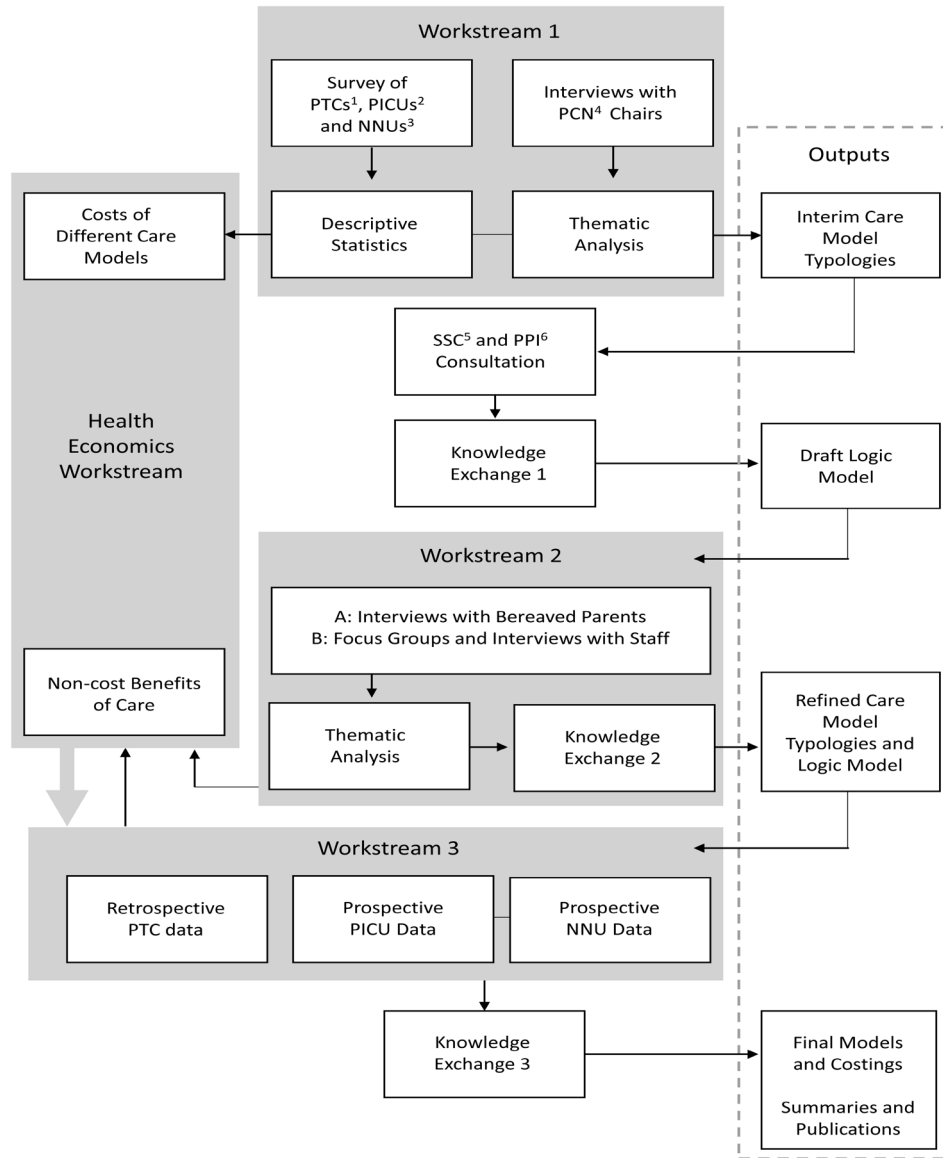 Workstream 1
Survey of
PTCs¹, PICUs²
and NNUs³
Interviews with
PCN⁴ Chairs
Descriptive
Statistics
Thematic
Analysis
Outputs
Interim Care
Model
Typologies
Costs of
Different Care
Models
Health
Economics
Workstream
Non-cost Benefits
of Care
SSC⁵ and PPI⁶
Consultation
Knowledge
Exchange 1
Draft Logic
Model
Workstream 2
A: Interviews with Bereaved Parents
B: Focus Groups and Interviews with Staff
Thematic
Analysis
Knowledge
Exchange 2
Refined Care
Model
Typologies and
Logic Model
Workstream 3
Retrospective
PTC data
Prospective
PICU Data
Prospective
NNU Data
Knowledge
Exchange 3
Final Models
and Costings
Summaries and
Publications